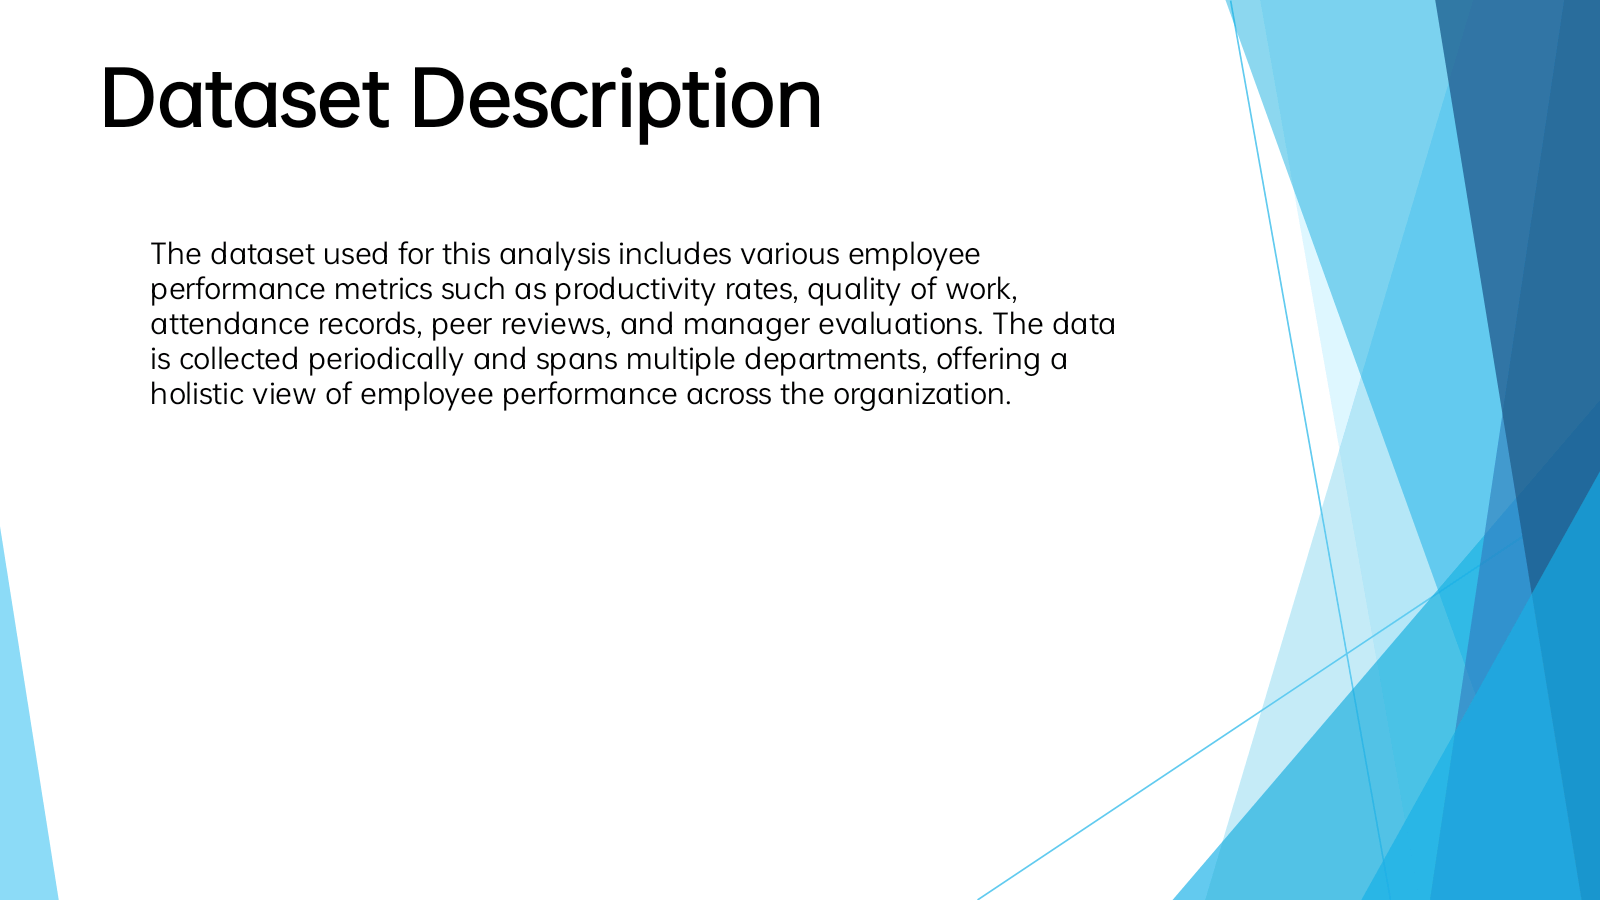 Dataset Description
The dataset used for this analysis includes various employee
performance metrics such as productivity rates, quality of work,
attendance records, peer reviews, and manager evaluations. The data
is collected periodically and spans multiple departments, offering a
holistic view of employee performance across the organization.